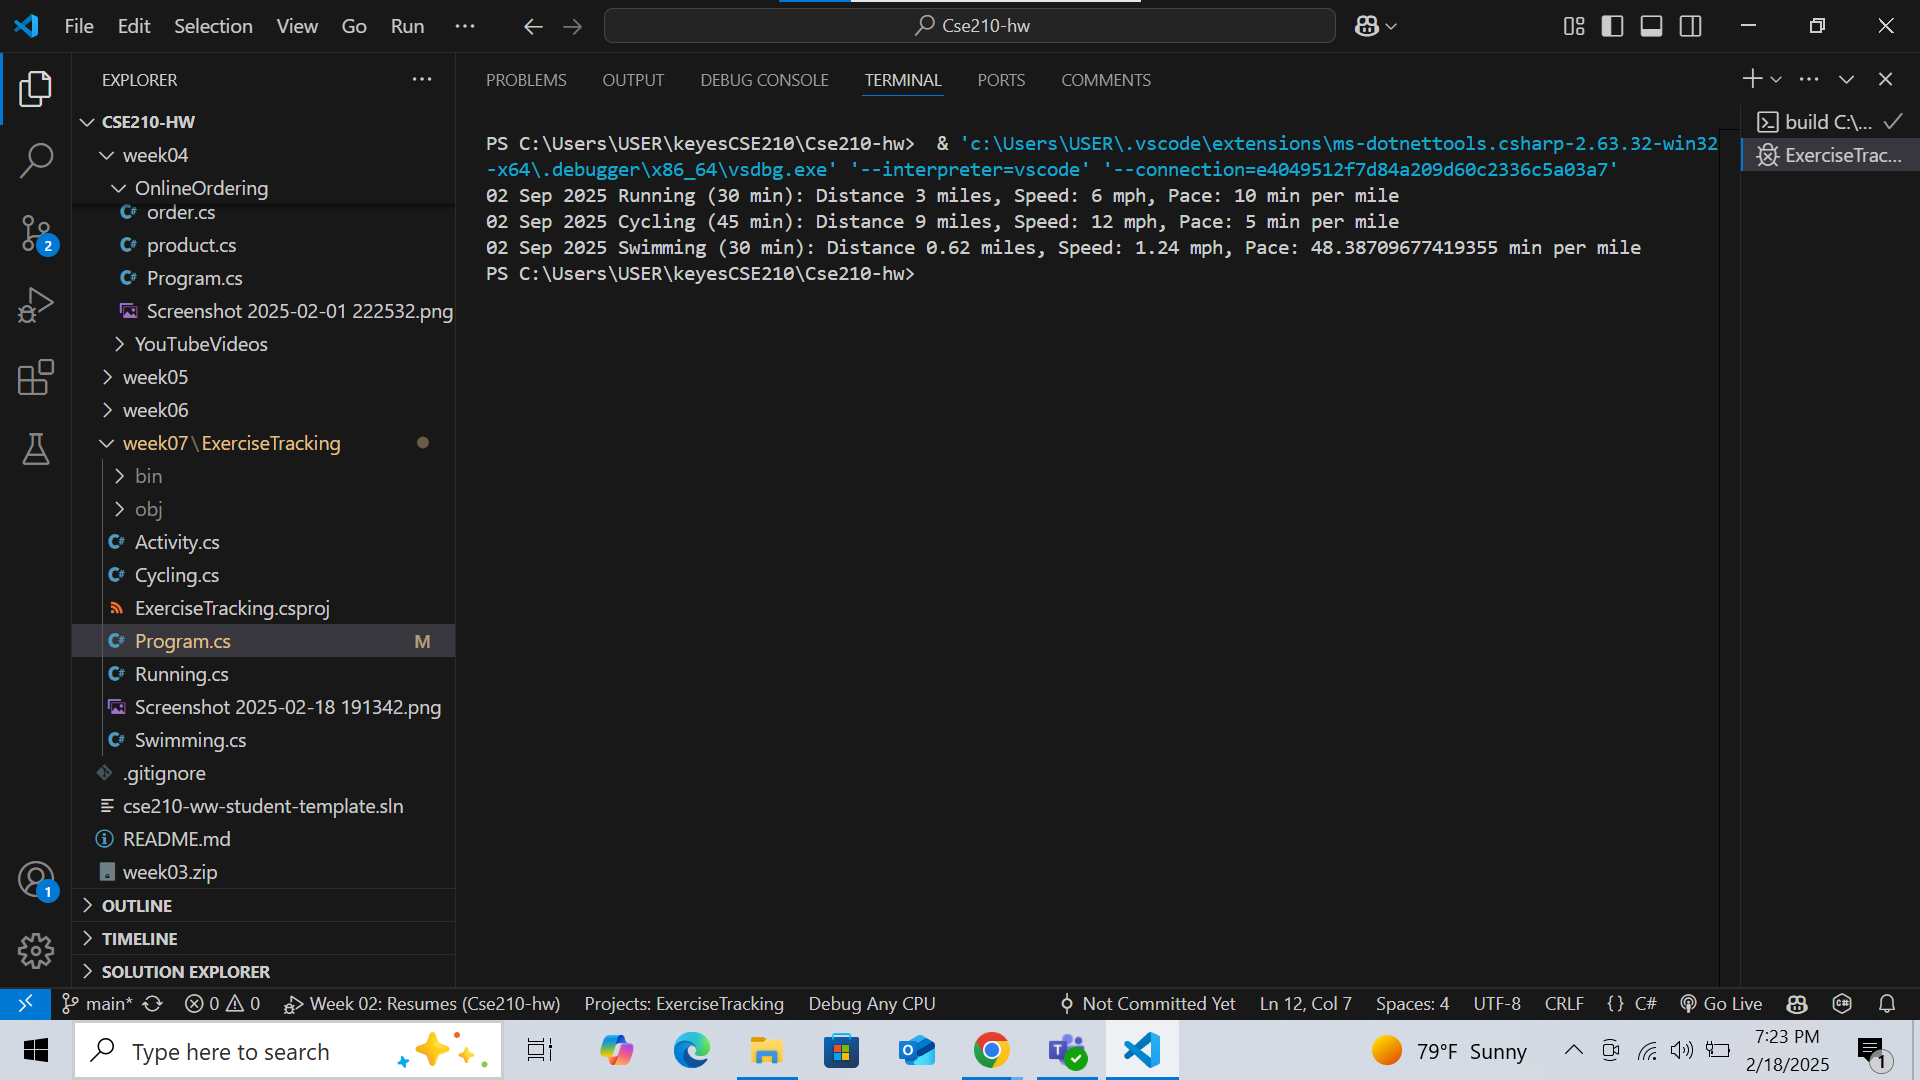 File Edit Selection View Go Run ...
Cse210-hw
EXPLORER
CSE210-HW
week04
OnlineOrdering
order.cs
product.cs
Program.cs
Screenshot 2025-02-01 222532.png
YouTubeVideos
week05
week06
week07\ExerciseTracking
bin
obj
Activity.cs
Cycling.cs
ExerciseTracking.csproj
Program.cs M
Running.cs
Screenshot 2025-02-18 191342.png
Swimming.cs
.gitignore
cse210-ww-student-template.sln
README.md
week03.zip
OUTLINE
TIMELINE
SOLUTION EXPLORER
2
1
PROBLEMS OUTPUT DEBUG CONSOLE TERMINAL PORTS COMMENTS
PS C:\Users\USER\keyesCSE210\Cse210-hw>  & 'c:\Users\USER\.vscode\extensions\ms-dotnettools.csharp-2.63.32-win32
-x64\.debugger\x86_64\vsdbg.exe' '--interpreter=vscode' '--connection=e4049512f7d84a209d60c2336c5a03a7'
02 Sep 2025 Running (30 min): Distance 3 miles, Speed: 6 mph, Pace: 10 min per mile
02 Sep 2025 Cycling (45 min): Distance 9 miles, Speed: 12 mph, Pace: 5 min per mile
02 Sep 2025 Swimming (30 min): Distance 0.62 miles, Speed: 1.24 mph, Pace: 48.38709677419355 min per mile
PS C:\Users\USER\keyesCSE210\Cse210-hw>
build C:\...
ExerciseTrac...
main* 0 0 Week 02: Resumes (Cse210-hw) Projects: ExerciseTracking Debug Any CPU Not Committed Yet Ln 12, Col 7 Spaces: 4 UTF-8 CRLF {} C# Go Live
Type here to search
79°F Sunny
7:23 PM
2/18/2025
1